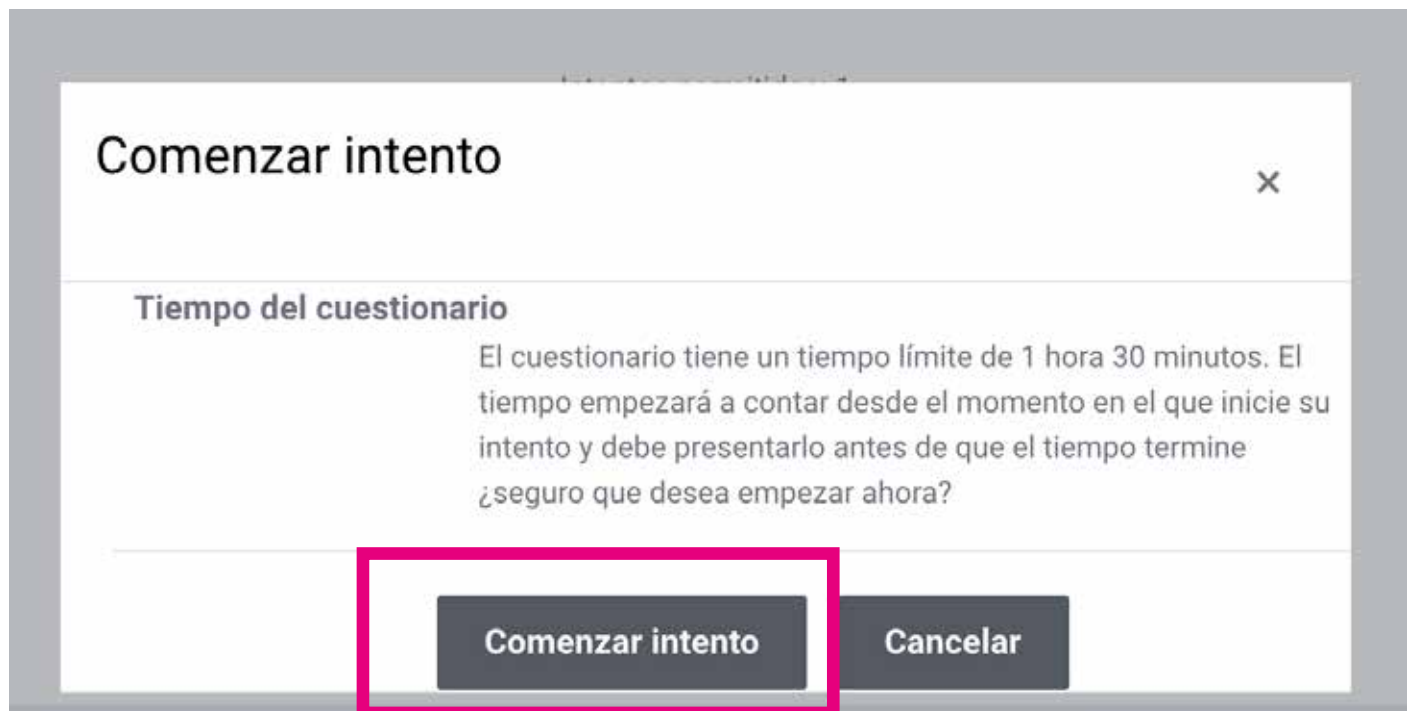 Comenzar intento
×
Tiempo del cuestionario
El cuestionario tiene un tiempo límite de 1 hora 30 minutos. El
tiempo empezará a contar desde el momento en el que inicie su
intento y debe presentarlo antes de que el tiempo termine
¿seguro que desea empezar ahora?
Comenzar intento
Cancelar